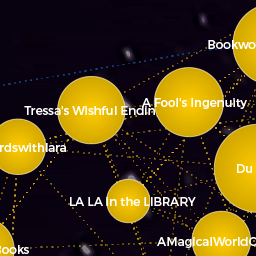 Bookwo
A Fool's Ingenuity
Tressa's Wishful Endin
rdswithlara
Du
LA LA in the LIBRARY
AMagicalWorldO
Books